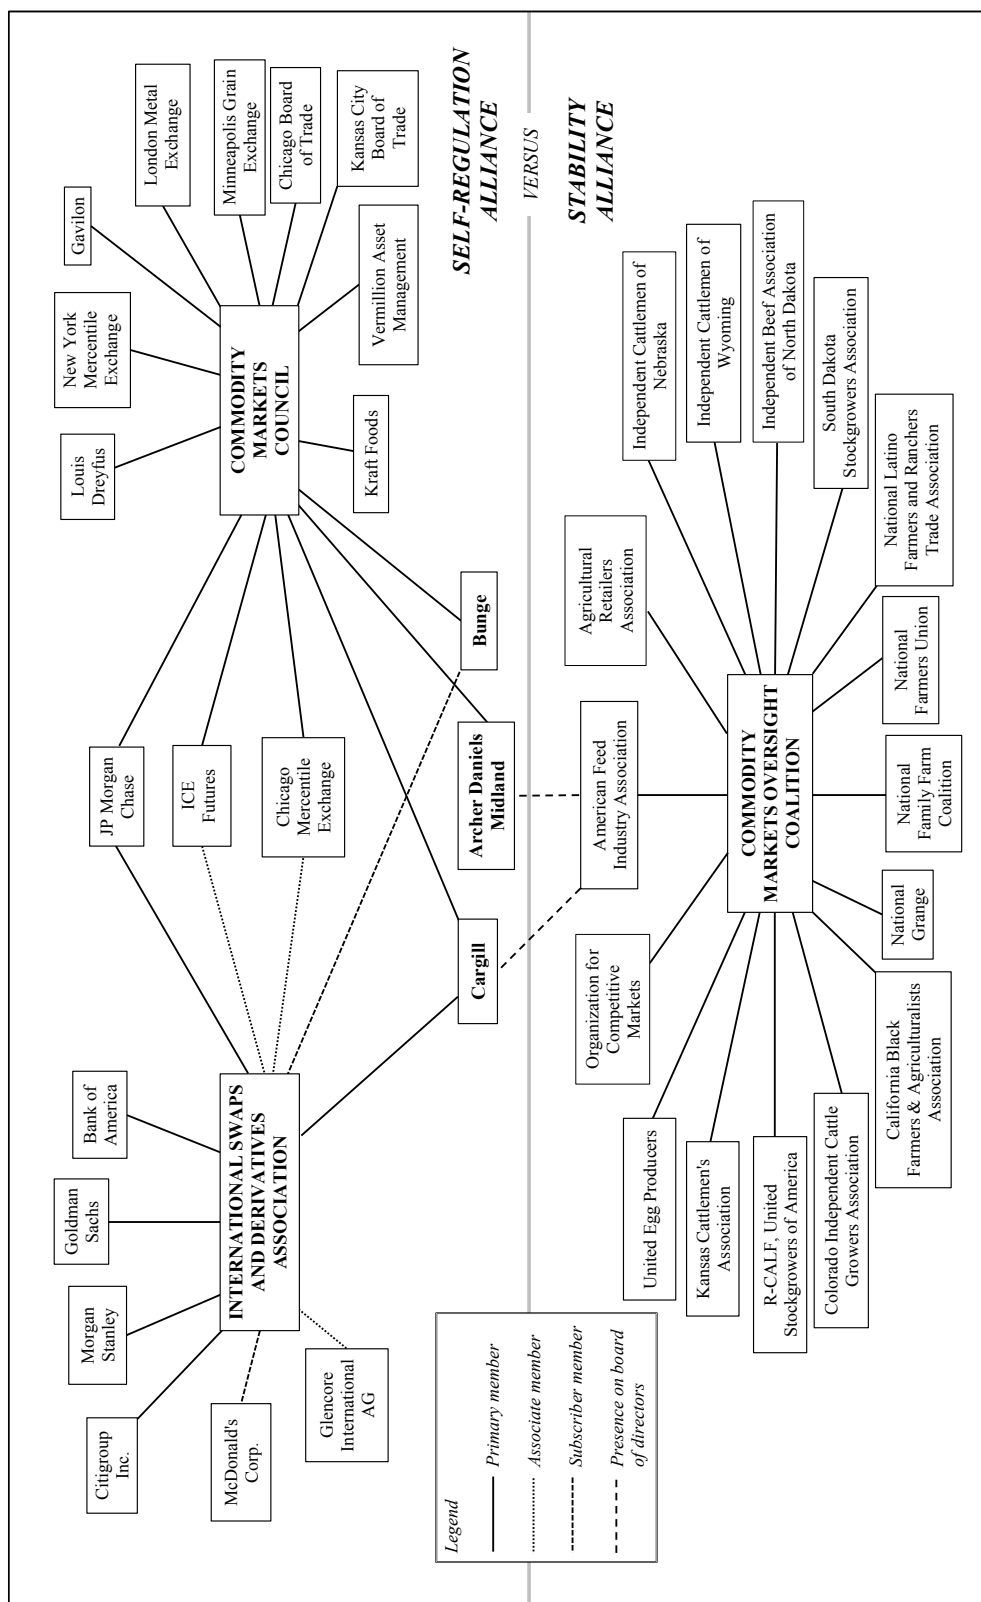 Citigroup
Inc.
Morgan
Stanley
Goldman
Sachs
Bank of
America
McDonald's
Corp.
Glencore
International
AG
INTERNATIONAL SWAPS
AND DERIVATIVES
ASSOCIATION
JP Morgan
Chase
ICE
Futures
Chicago
Mercentile
Exchange
Louis
Dreyfus
New York
Mercentile
Exchange
Gavilon
London Metal
Exchange
Minneapolis Grain
Exchange
Chicago Board
of Trade
Kansas City
Board of
Trade
Vermillion Asset
Management
Kraft Foods
COMMODITY
MARKETS
COUNCIL
Cargill
Archer Daniels
Midland
Bunge
SELF-REGULATION
ALLIANCE
VERSUS
STABILITY
ALLIANCE
Legend
Primary member
Associate member
Subscriber member
Presence on board
of directors
Organization for
Competitive
Markets
American Feed
Industry Association
Agricultural
Retailers
Association
United Egg Producers
Kansas Cattlemen's
Association
R-CALF, United
Stockgrowers of America
Colorado Independent Cattle
Growers Association
California Black
Farmers & Agriculturalists
Association
COMMODITY
MARKETS OVERSIGHT
COALITION
National
Grange
National
Family Farm
Coalition
National
Farmers Union
National Latino
Farmers and Ranchers
Trade Association
South Dakota
Stockgrowers Association
Independent Beef Association
of North Dakota
Independent Cattlemen of
Wyoming
Independent Cattlemen of
Nebraska